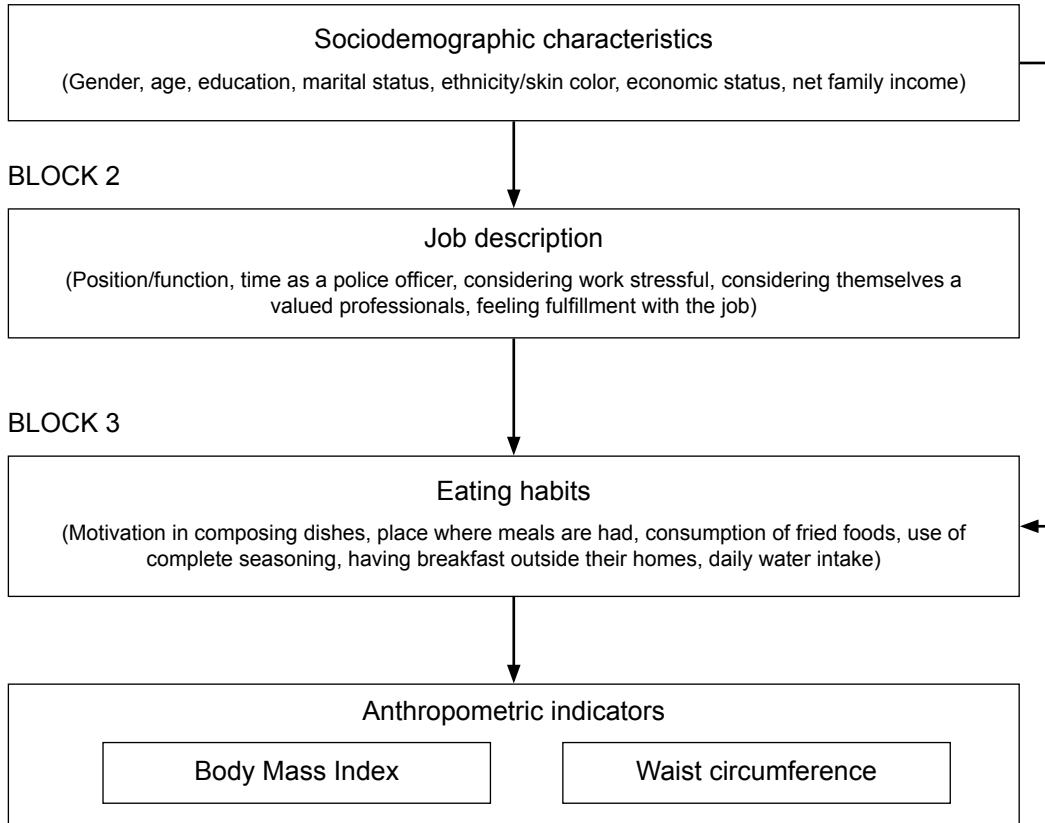 Sociodemographic characteristics
(Gender, age, education, marital status, ethnicity/skin color, economic status, net family income)
BLOCK 2
Job description
(Position/function, time as a police officer, considering work stressful, considering themselves a
valued professionals, feeling fulfillment with the job)
BLOCK 3
Eating habits
(Motivation in composing dishes, place where meals are had, consumption of fried foods, use of
complete seasoning, having breakfast outside their homes, daily water intake)
Anthropometric indicators
Body Mass Index
Waist circumference